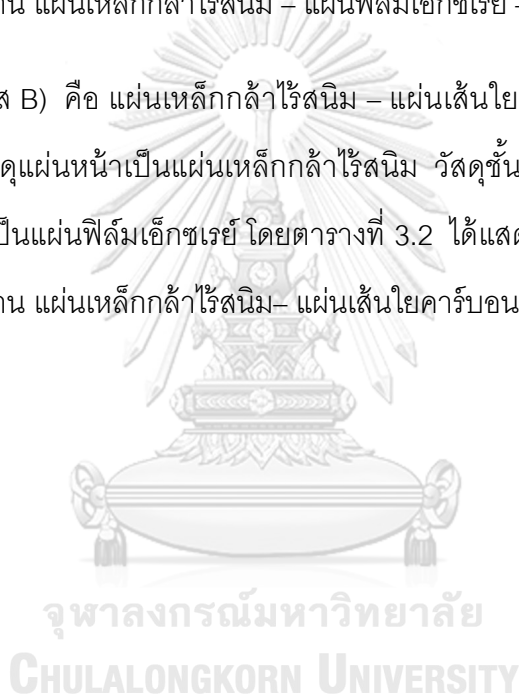 าน แผ่นเหล็กกล้าไร้สนิม – แผ่นฟิล์มเอ็กซเรย์ –
ส B) คือ แผ่นเหล็กกล้าไร้สนิม – แผ่นเส้นใย
ดุแผ่นหน้าเป็นแผ่นเหล็กกล้าไร้สนิม วัสดุชั้น
ป็นแผ่นฟิล์มเอ็กซเรย์ โดยตารางที่ 3.2 ได้แสด
าน แผ่นเหล็กกล้าไร้สนิม– แผ่นเส้นใยคาร์บอน
จุฬาลงกรณ์มหาวิทยาลัย
CHULALONGKORN UNIVERSITY